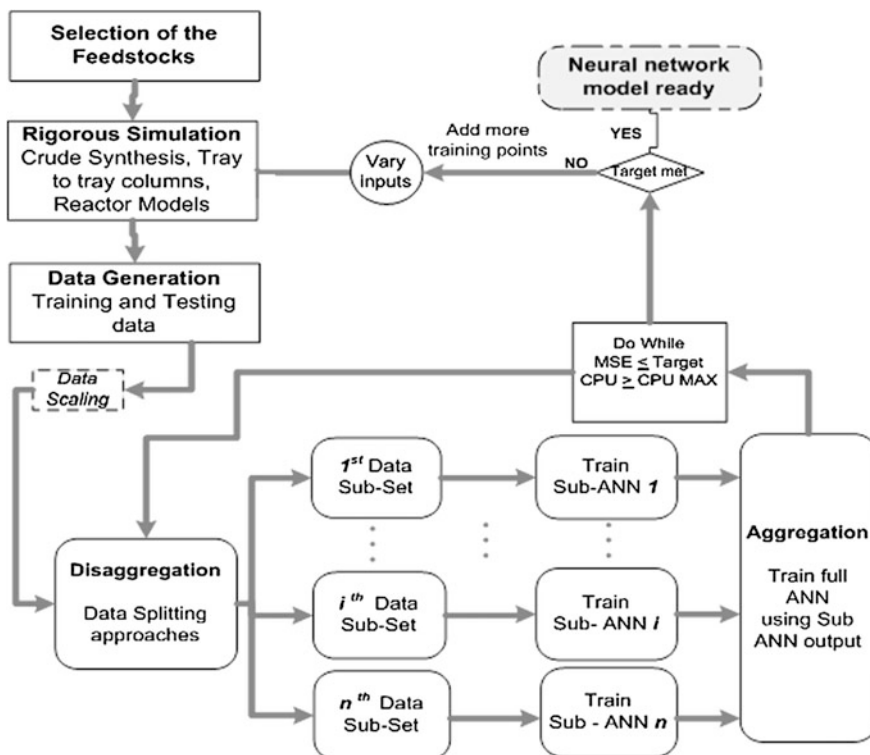 Selection of the
Feedstocks
Rigorous Simulation
Crude Synthesis, Tray
to tray columns,
Reactor Models
Data Generation
Training and Testing
data
Data
Scaling
Neural network
model ready
YES
Add more
training points
NO
Target met
Vary
inputs
Do While
MSE ≤ Target
CPU ≥ CPU MAX
Disaggregation
Data Splitting
approaches
1st Data
Sub-Set
Train
Sub-ANN 1
i th Data
Sub-Set
Train
Sub- ANN i
n th Data
Sub-Set
Train
Sub - ANN n
Aggregation
Train full
ANN
using Sub
ANN output